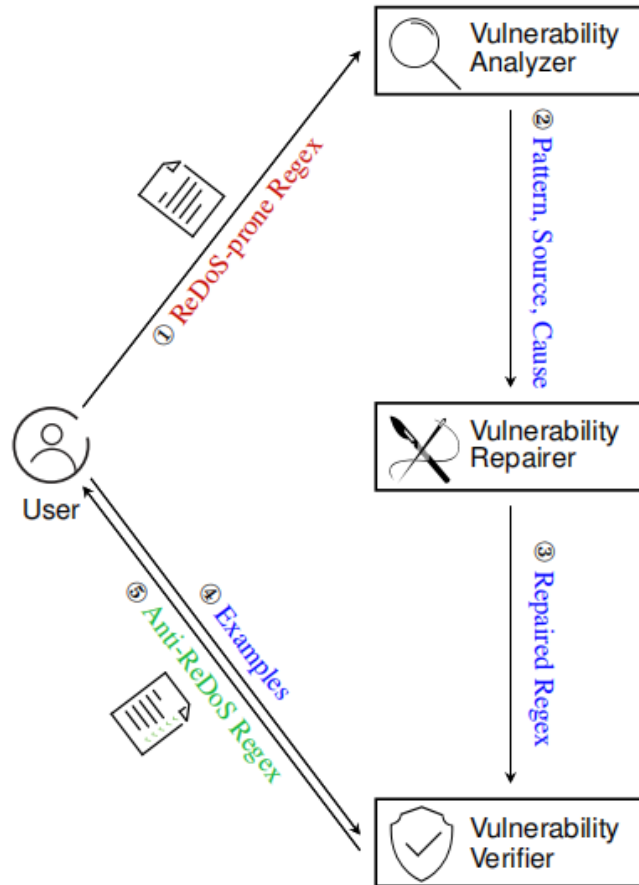 Vulnerability
Analyzer
① ReDoS-prone Regex
② Pattern, Source, Cause
User
Vulnerability
Repairer
③ Repaired Regex
④ Examples
⑤ Anti-ReDoS Regex
Vulnerability
Verifier